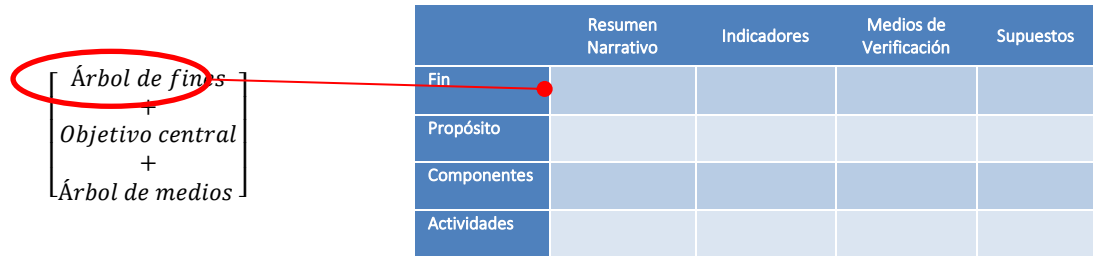 Árbol de fines
+
Objetivo central
+
Árbol de medios
Resumen Narrativo Indicadores Medios de Verificación Supuestos
Fin
Propósito
Componentes
Actividades